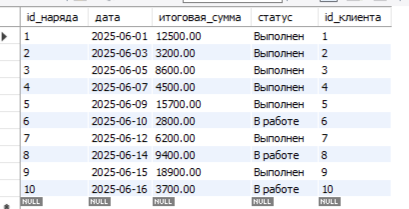 id_наряда дата итоговая_сумма статус id_клиента
1 2025-06-01 12500.00 Выполнен 1
2 2025-06-03 3200.00 Выполнен 2
3 2025-06-05 8600.00 Выполнен 3
4 2025-06-07 4500.00 Выполнен 4
5 2025-06-09 15700.00 Выполнен 5
6 2025-06-10 2800.00 В работе 6
7 2025-06-12 6200.00 Выполнен 7
8 2025-06-14 9400.00 В работе 8
9 2025-06-15 18900.00 Выполнен 9
10 2025-06-16 3700.00 В работе 10
NULL NULL NULL NULL NULL